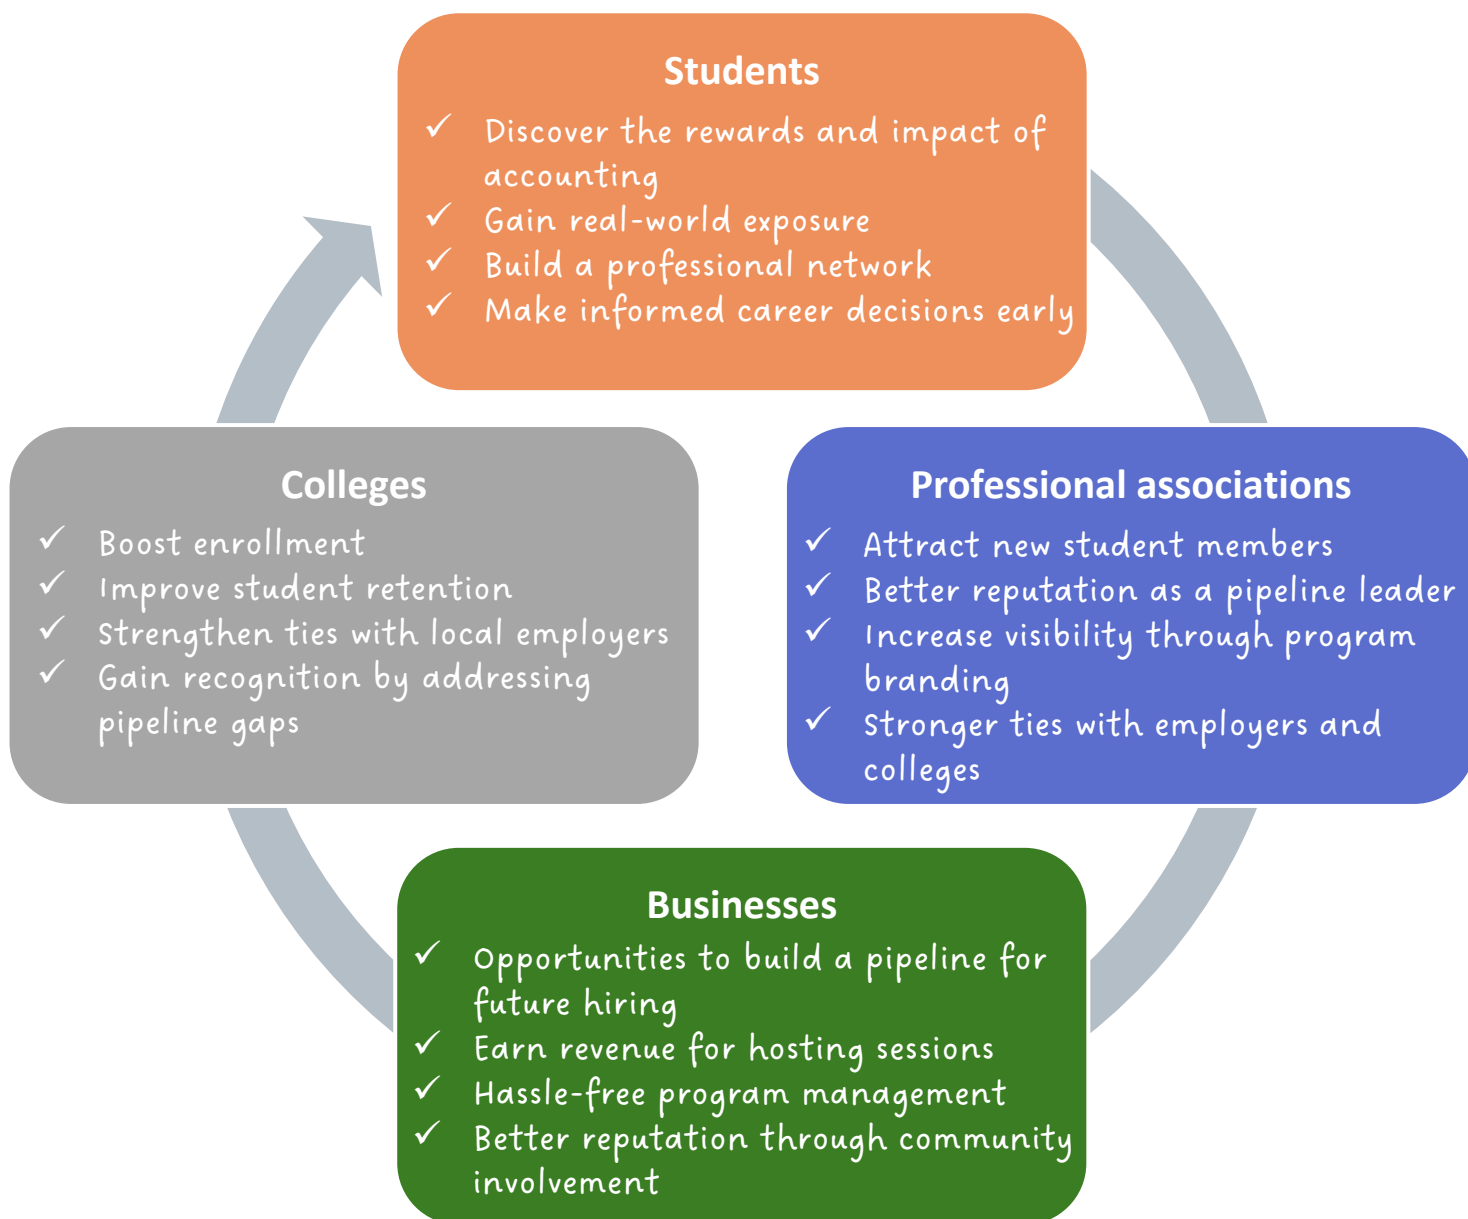 Students
✓ Discover the rewards and impact of
accounting
✓ Gain real-world exposure
✓ Build a professional network
✓ Make informed career decisions early
Professional associations
✓ Attract new student members
✓ Better reputation as a pipeline leader
✓ Increase visibility through program
branding
✓ Stronger ties with employers and
colleges
Businesses
✓ Opportunities to build a pipeline for
future hiring
✓ Earn revenue for hosting sessions
✓ Hassle-free program management
✓ Better reputation through community
involvement
Colleges
✓ Boost enrollment
✓ Improve student retention
✓ Strengthen ties with local employers
✓ Gain recognition by addressing
pipeline gaps